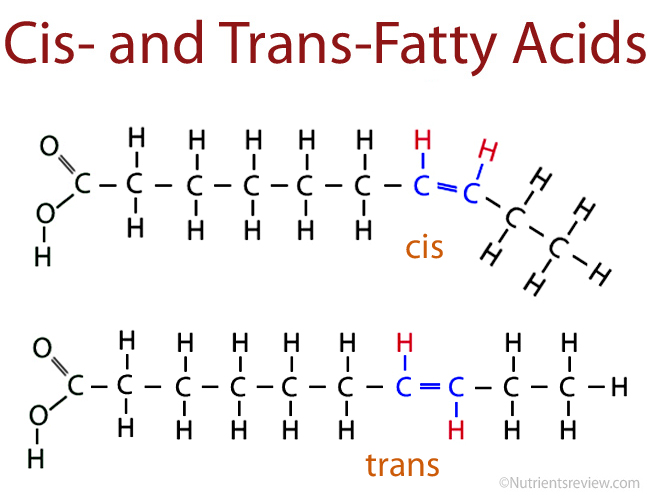 Cis- and Trans-Fatty Acids
O H H H H H H H
C – C – C – C – C – C – C = C H
O C H
H H H H H C H
H cis H H
O H H H H H H H H
C – C – C – C – C – C – C = C – C – C – H
O H H H H H H H H
H trans
©Nutrientsreview.com